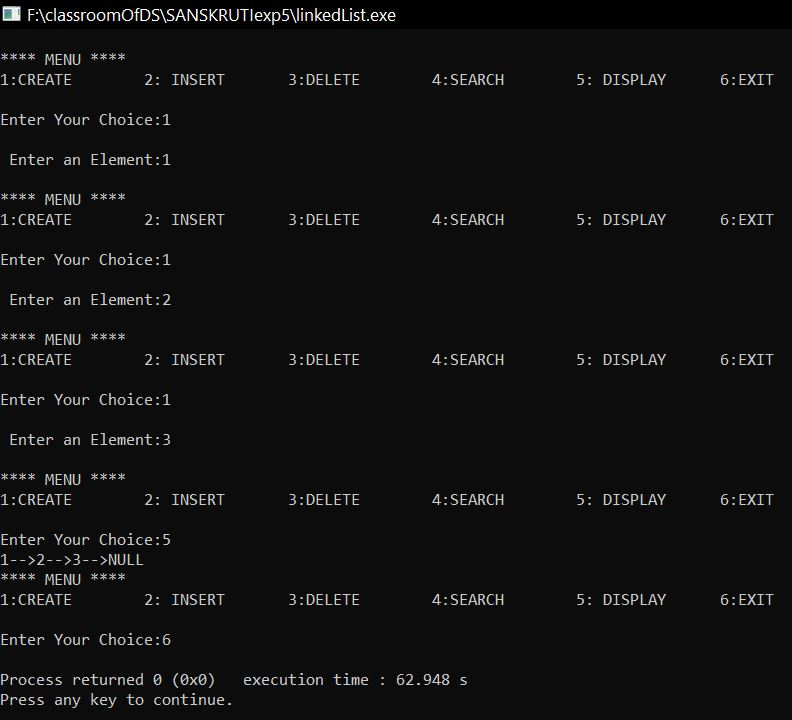 F:\classroomOfDS\SANSKRUTIexp5\linkedList.exe
**** MENU ****
1:CREATE        2: INSERT       3:DELETE        4:SEARCH        5: DISPLAY      6:EXIT
Enter Your Choice:1
 Enter an Element:1
**** MENU ****
1:CREATE        2: INSERT       3:DELETE        4:SEARCH        5: DISPLAY      6:EXIT
Enter Your Choice:1
 Enter an Element:2
**** MENU ****
1:CREATE        2: INSERT       3:DELETE        4:SEARCH        5: DISPLAY      6:EXIT
Enter Your Choice:1
 Enter an Element:3
**** MENU ****
1:CREATE        2: INSERT       3:DELETE        4:SEARCH        5: DISPLAY      6:EXIT
Enter Your Choice:5
1-->2-->3-->NULL
**** MENU ****
1:CREATE        2: INSERT       3:DELETE        4:SEARCH        5: DISPLAY      6:EXIT
Enter Your Choice:6
Process returned 0 (0x0)   execution time : 62.948 s
Press any key to continue.